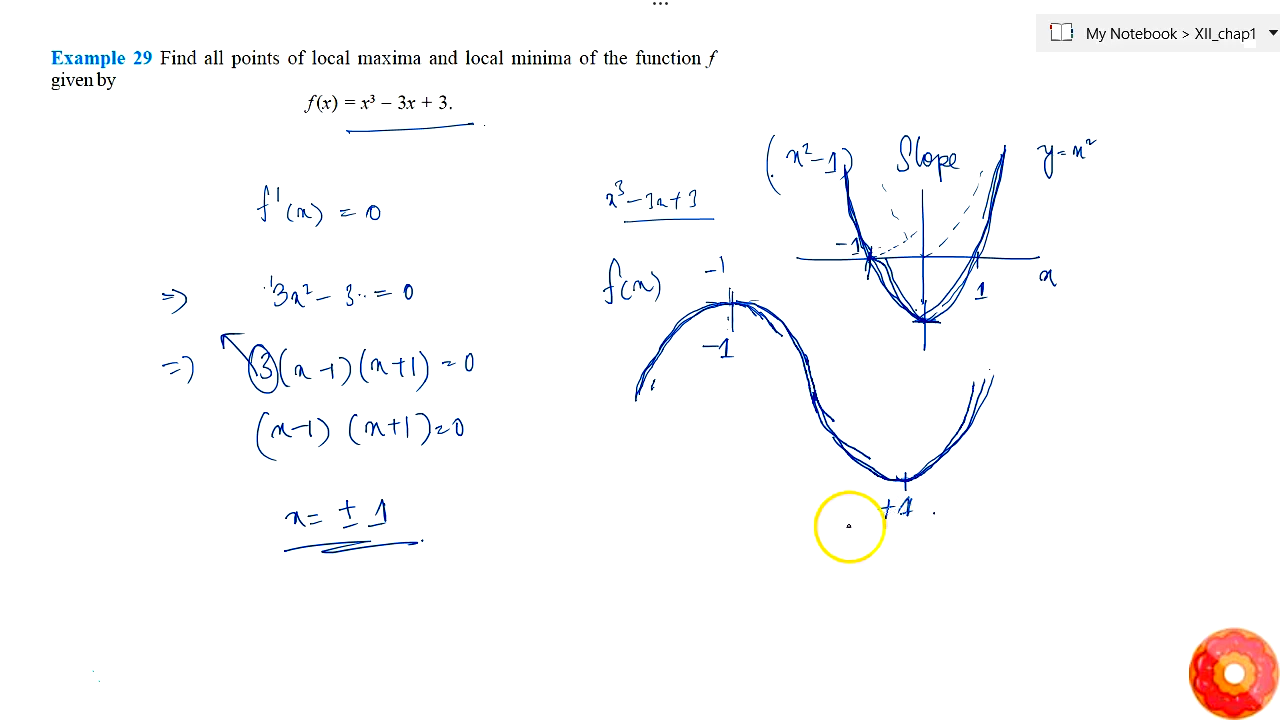 ...
My Notebook > XII_chap1
Example 29 Find all points of local maxima and local minima of the function f
given by
f(x) = x³ – 3x + 3.
f'(x) = 0
=> 3x² - 3 = 0
=> 3(x-1)(x+1) = 0
(x-1) (x+1) = 0
x = ± 1
(x²-1) Slope y=x²
-1 1 x
x³-3x+3
f(x) -1
-1
+1